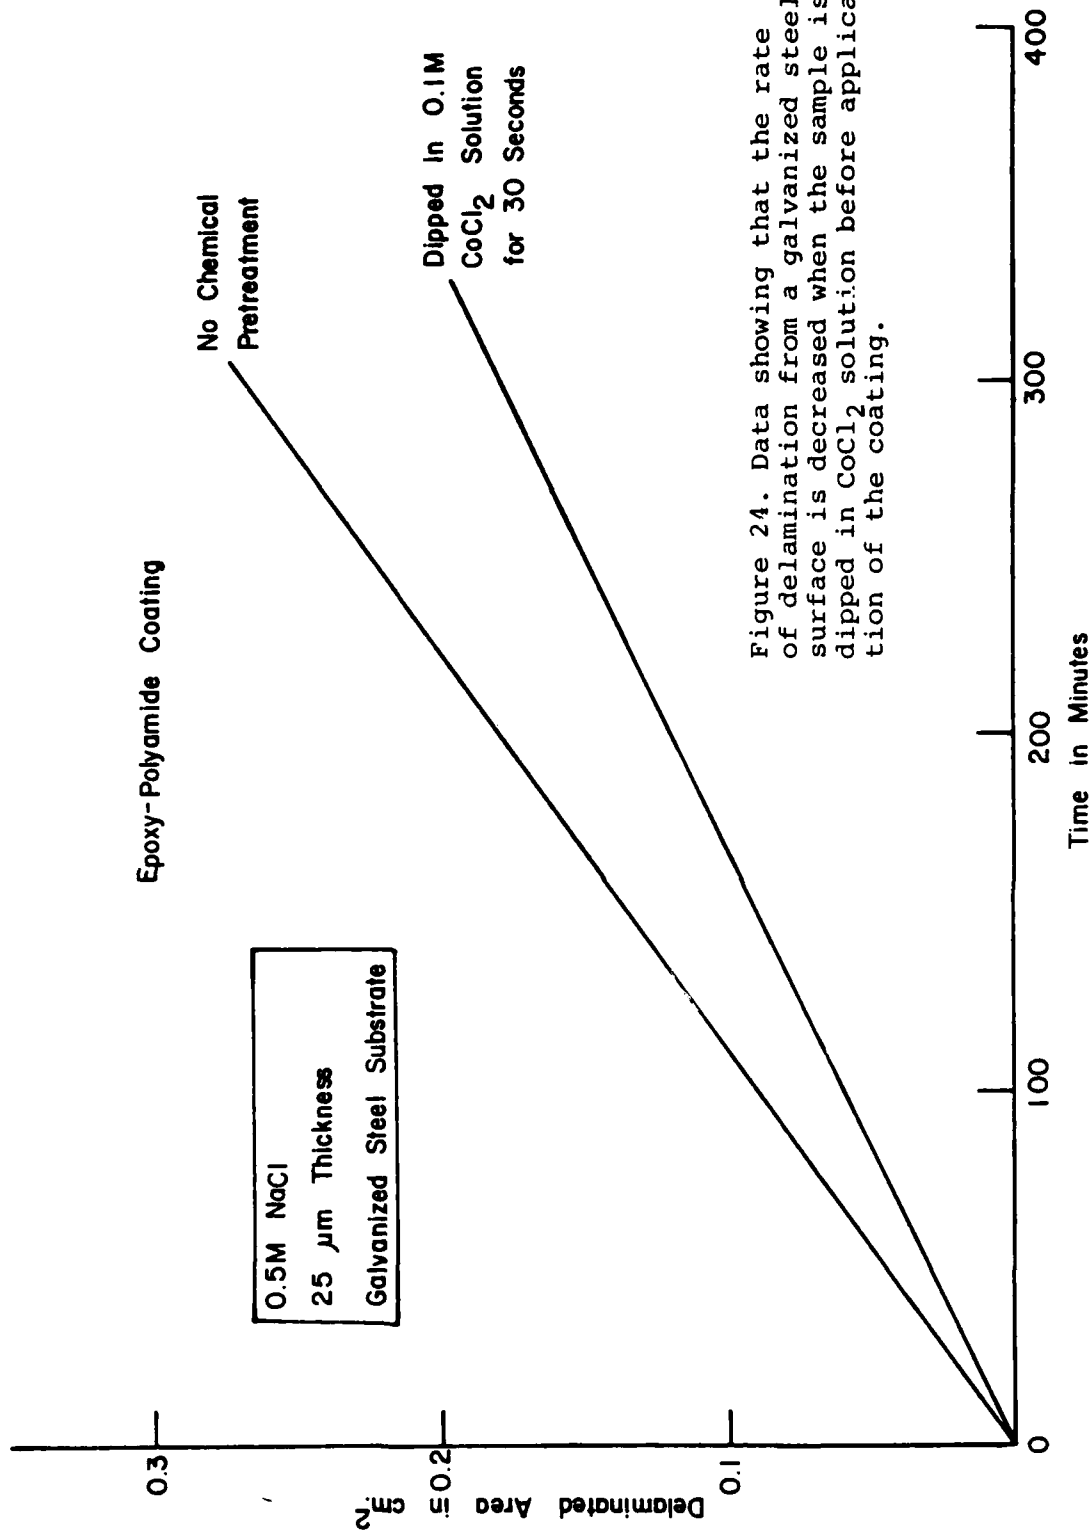 Epoxy-Polyamide Coating
0.5M NaCl
25 μm Thickness
Galvanized Steel Substrate
No Chemical
Pretreatment
Dipped In 0.1M
CoCl2 Solution
for 30 Seconds
Delaminated Area in cm.2
0.3
0.2
0.1
0
100
200
300
400
Time in Minutes
Figure 24. Data showing that the rate
of delamination from a galvanized steel
surface is decreased when the sample is
dipped in CoCl2 solution before applica
tion of the coating.